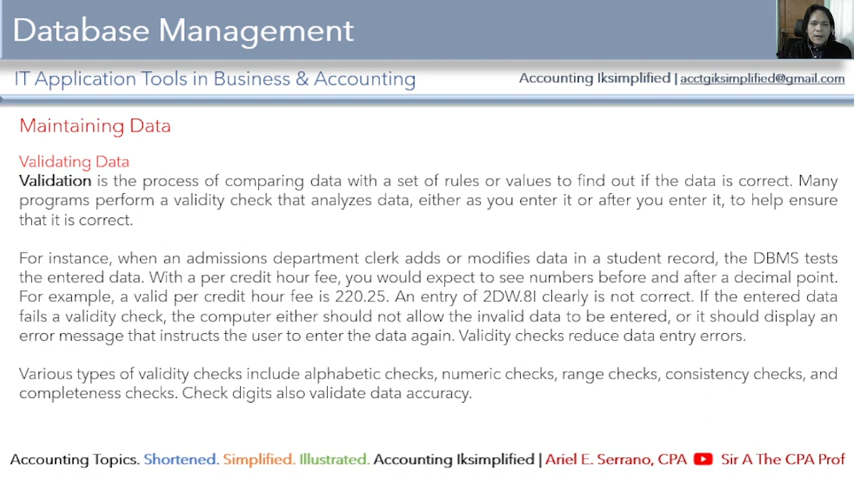 Database Management
IT Application Tools in Business & Accounting
Accounting Iksimplified | acctgiksimplified@gmail.com
Maintaining Data
Validating Data
Validation is the process of comparing data with a set of rules or values to find out if the data is correct. Many
programs perform a validity check that analyzes data, either as you enter it or after you enter it, to help ensure
that it is correct.
For instance, when an admissions department clerk adds or modifies data in a student record, the DBMS tests
the entered data. With a per credit hour fee, you would expect to see numbers before and after a decimal point.
For example, a valid per credit hour fee is 220.25. An entry of 2DW.8I clearly is not correct. If the entered data
fails a validity check, the computer either should not allow the invalid data to be entered, or it should display an
error message that instructs the user to enter the data again. Validity checks reduce data entry errors.
Various types of validity checks include alphabetic checks, numeric checks, range checks, consistency checks, and
completeness checks. Check digits also validate data accuracy.
Accounting Topics. Shortened. Simplified. Illustrated. Accounting Iksimplified | Ariel E. Serrano, CPA Sir A The CPA Prof